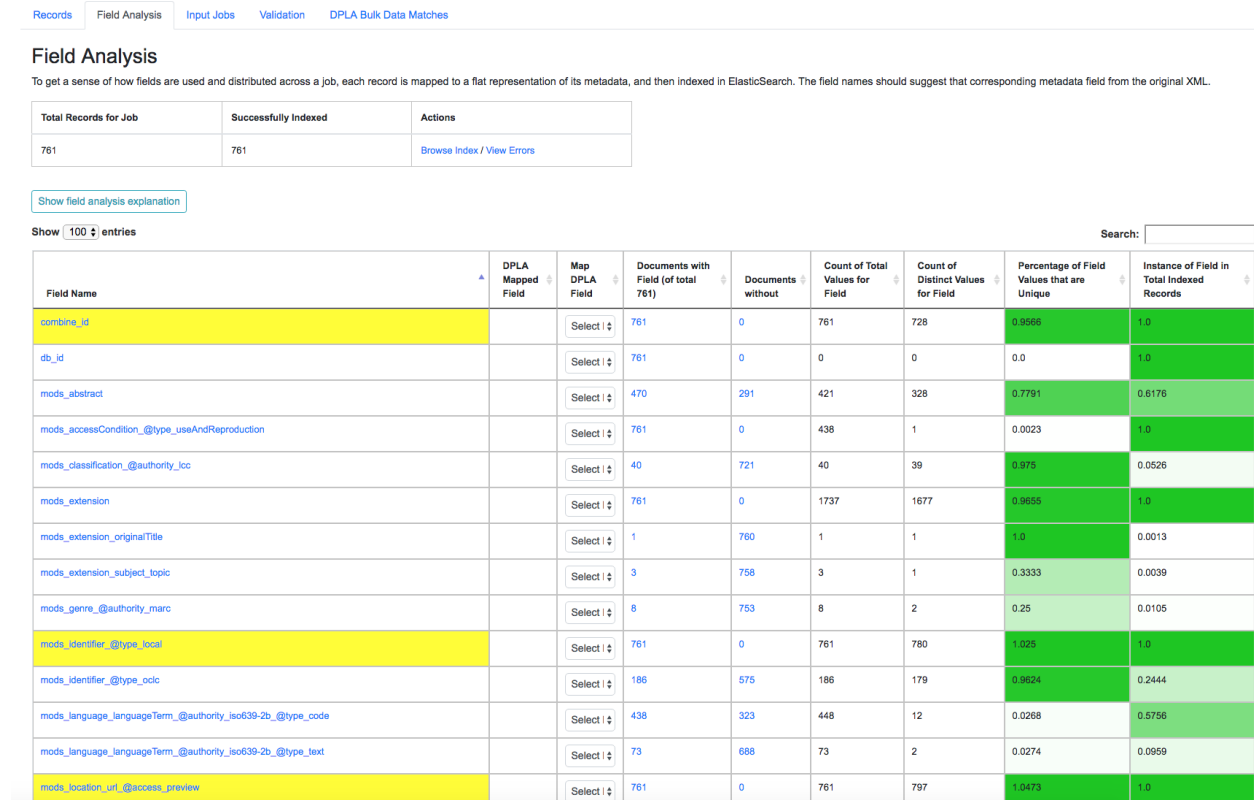 Records Field Analysis Input Jobs Validation DPLA Bulk Data Matches
Field Analysis
To get a sense of how fields are used and distributed across a job, each record is mapped to a flat representation of its metadata, and then indexed in ElasticSearch. The field names should suggest that corresponding metadata field from the original XML.
Total Records for Job Successfully Indexed Actions
761 761 Browse Index / View Errors
Show field analysis explanation
Show 100 entries
Search:
Field Name DPLA Mapped Field Map DPLA Field Documents with Field (of total 761) Documents without Count of Total Values for Field Count of Distinct Values for Field Percentage of Field Values that are Unique Instance of Field in Total Indexed Records
combine_id Select 761 0 761 728 0.9566 1.0
db_id Select 761 0 0 0 0.0 1.0
mods_abstract Select 470 291 421 328 0.7791 0.6176
mods_accessCondition_@type_useAndReproduction Select 761 0 438 1 0.0023 1.0
mods_classification_@authority_lcc Select 40 721 40 39 0.975 0.0526
mods_extension Select 761 0 1737 1677 0.9655 1.0
mods_extension_originalTitle Select 1 760 1 1 1.0 0.0013
mods_extension_subject_topic Select 3 758 3 1 0.3333 0.0039
mods_genre_@authority_marc Select 8 753 8 2 0.25 0.0105
mods_identifier_@type_local Select 761 0 761 780 1.025 1.0
mods_identifier_@type_oclc Select 186 575 186 179 0.9624 0.2444
mods_language_languageTerm_@authority_iso639-2b_@type_code Select 438 323 448 12 0.0268 0.5756
mods_language_languageTerm_@authority_iso639-2b_@type_text Select 73 688 73 2 0.0274 0.0959
mods_location_url_@access_preview Select 761 0 761 797 1.0473 1.0